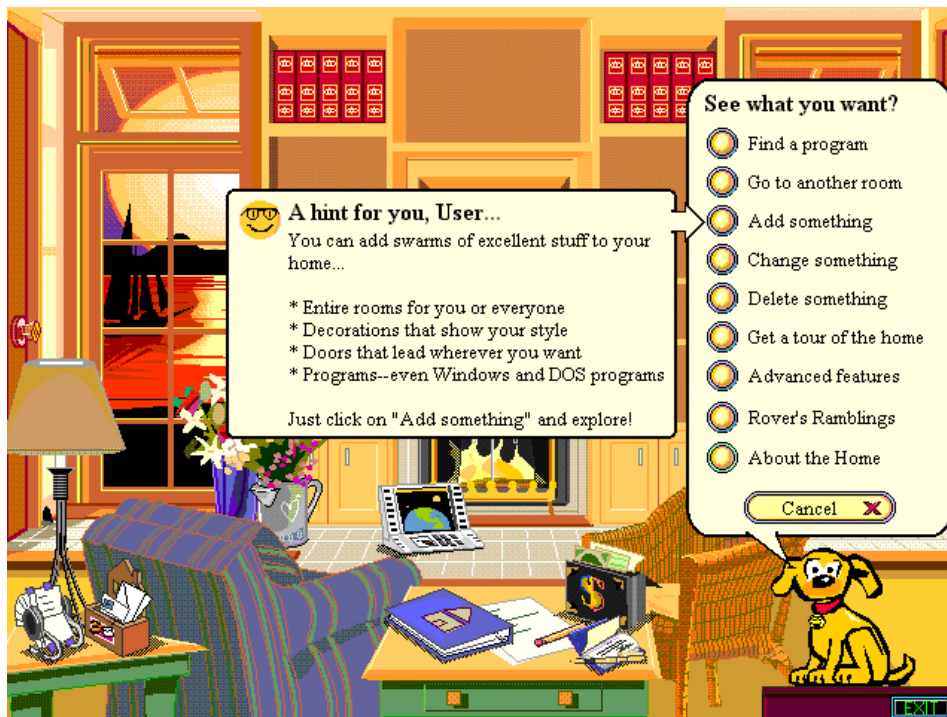 See what you want?
Find a program
Go to another room
Add something
Change something
Delete something
Get a tour of the home
Advanced features
Rover's Ramblings
About the Home
Cancel X
A hint for you, User...
You can add swarms of excellent stuff to your
home...
* Entire rooms for you or everyone
* Decorations that show your style
* Doors that lead wherever you want
* Programs--even Windows and DOS programs
Just click on "Add something" and explore!
$
EXIT